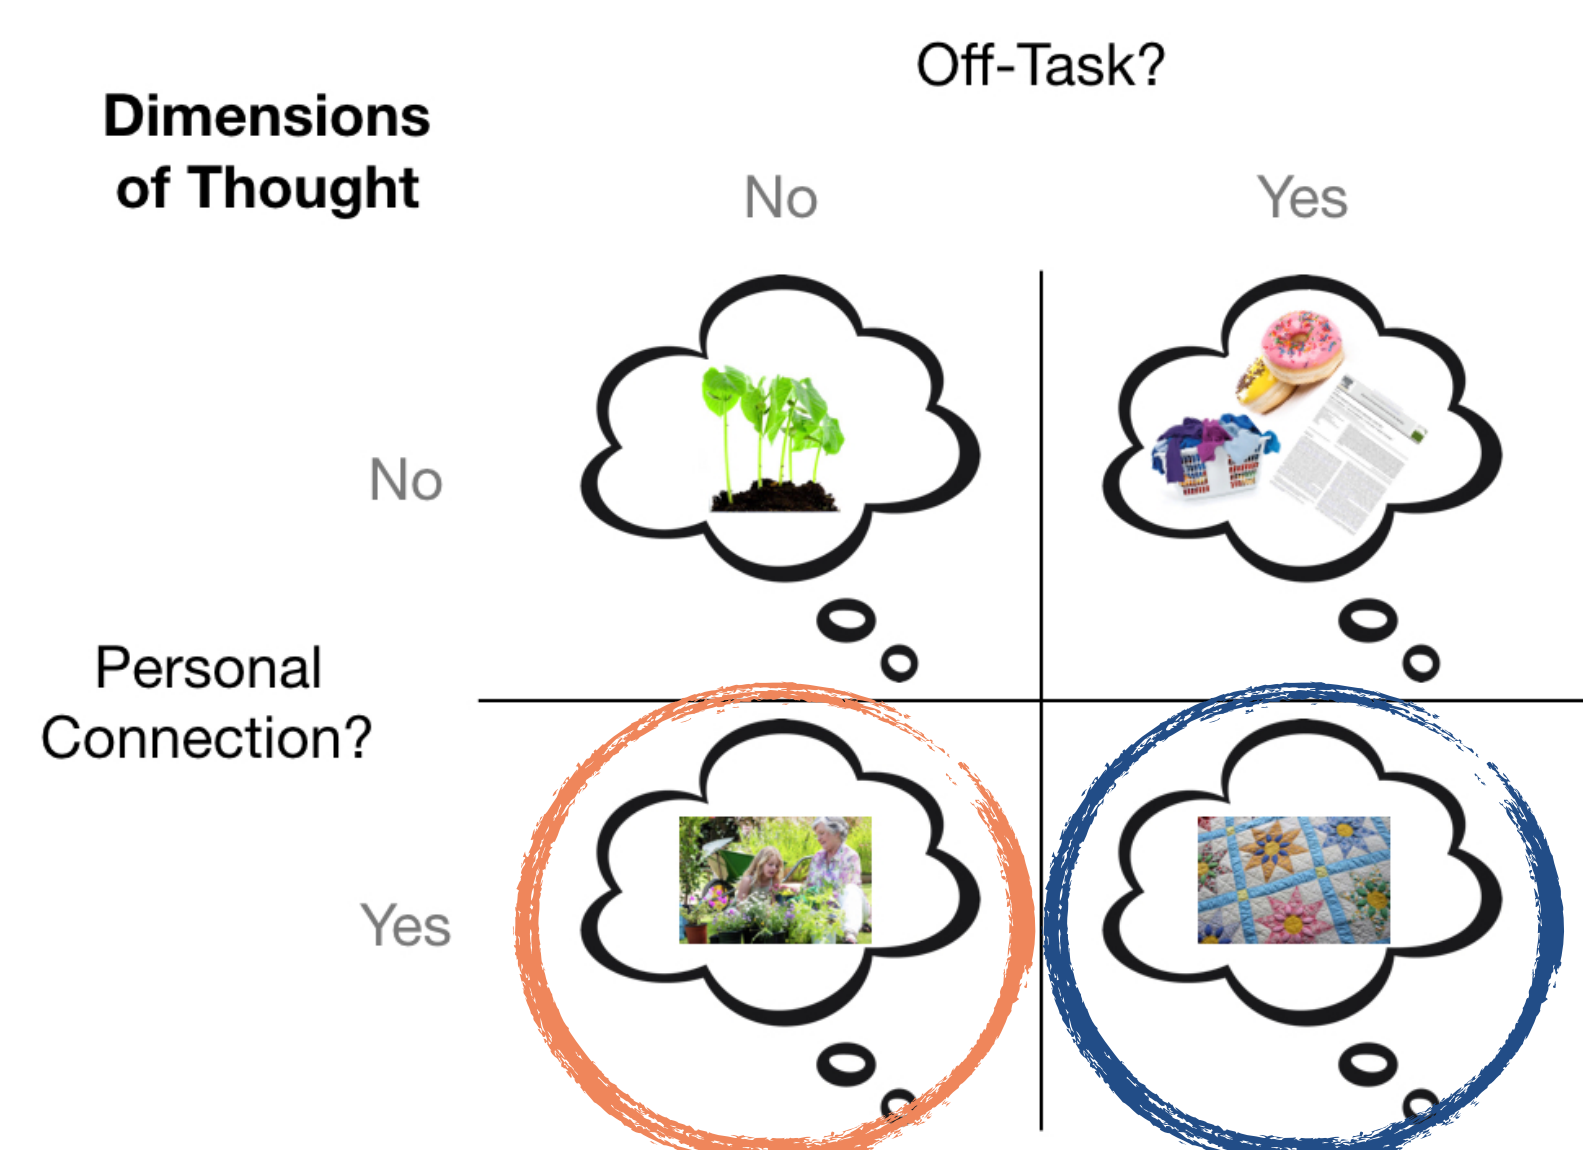 Off-Task?
Dimensions
of Thought
No
Yes
No
Personal
Connection?
Yes